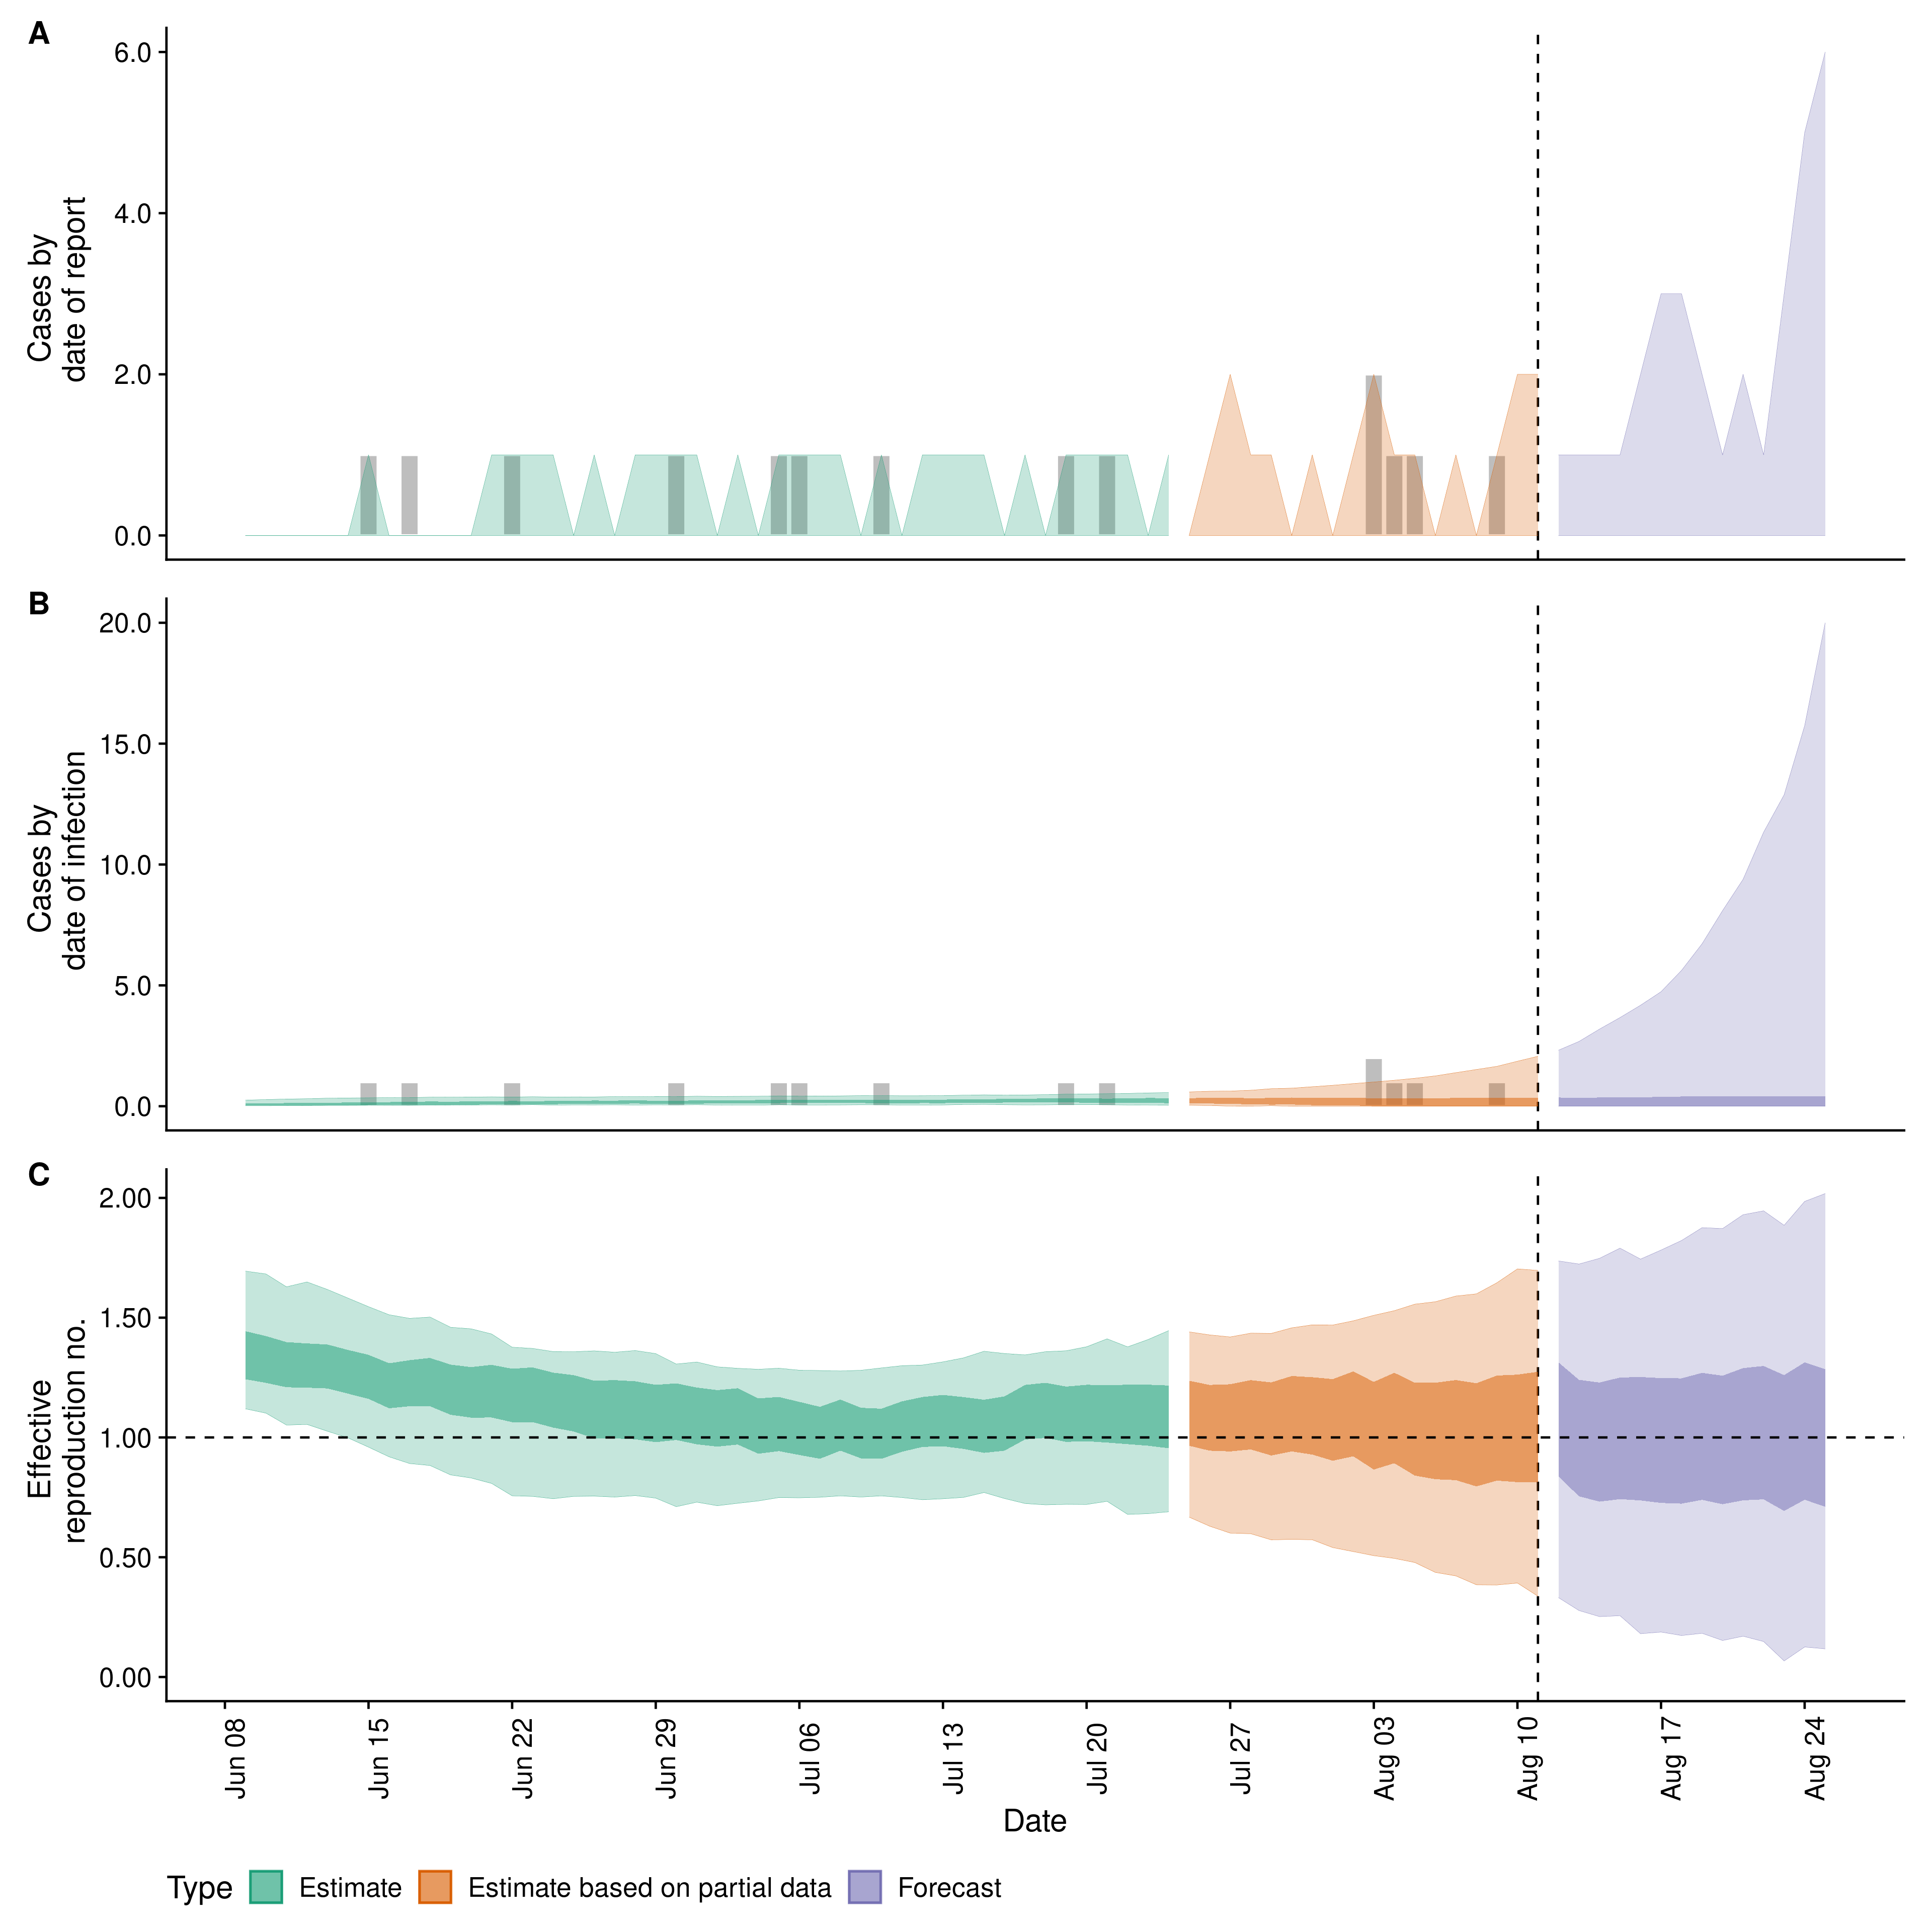 A
Cases by
date of report
6.0
4.0
2.0
0.0
B
Cases by
date of infection
20.0
15.0
10.0
5.0
0.0
C
Effective
reproduction no.
2.00
1.50
1.00
0.50
0.00
Jun 08
Jun 15
Jun 22
Jun 29
Jul 06
Jul 13
Jul 20
Jul 27
Aug 03
Aug 10
Aug 17
Aug 24
Date
Type Estimate Estimate based on partial data Forecast